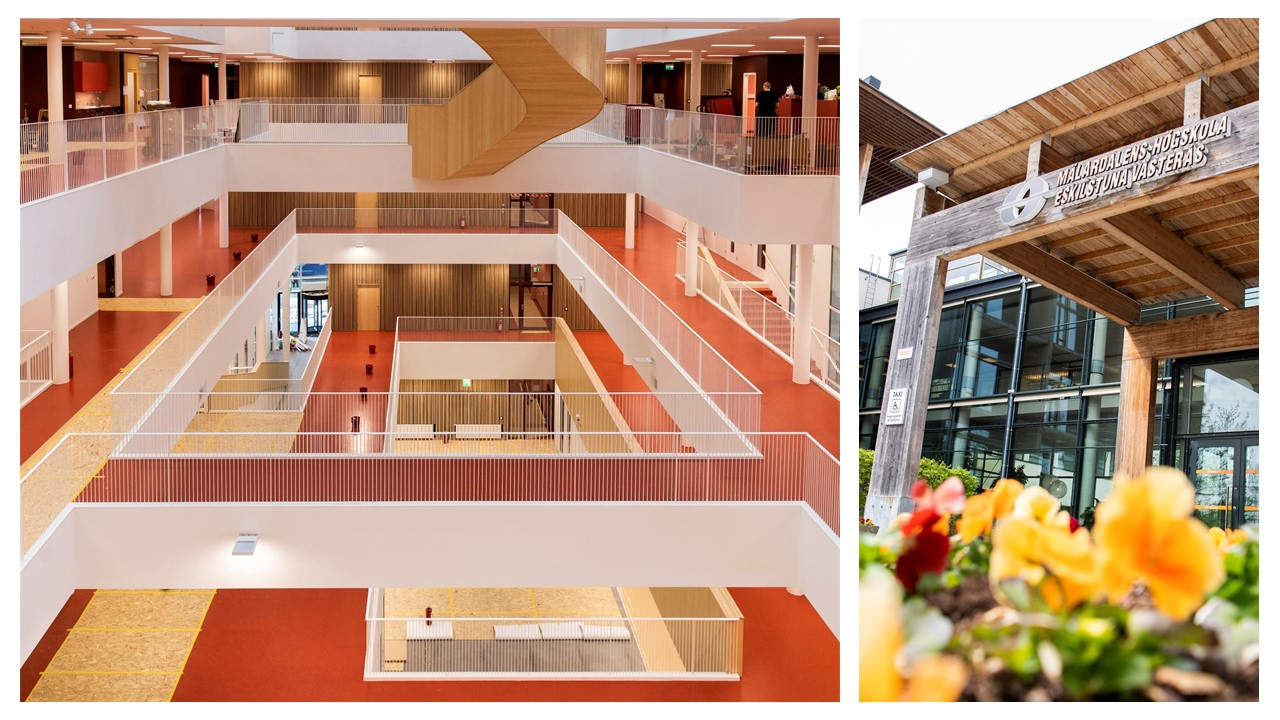 MÄLARDALENS HÖGSKOLA
ESKILSTUNA VÄSTERÅS
TAXI